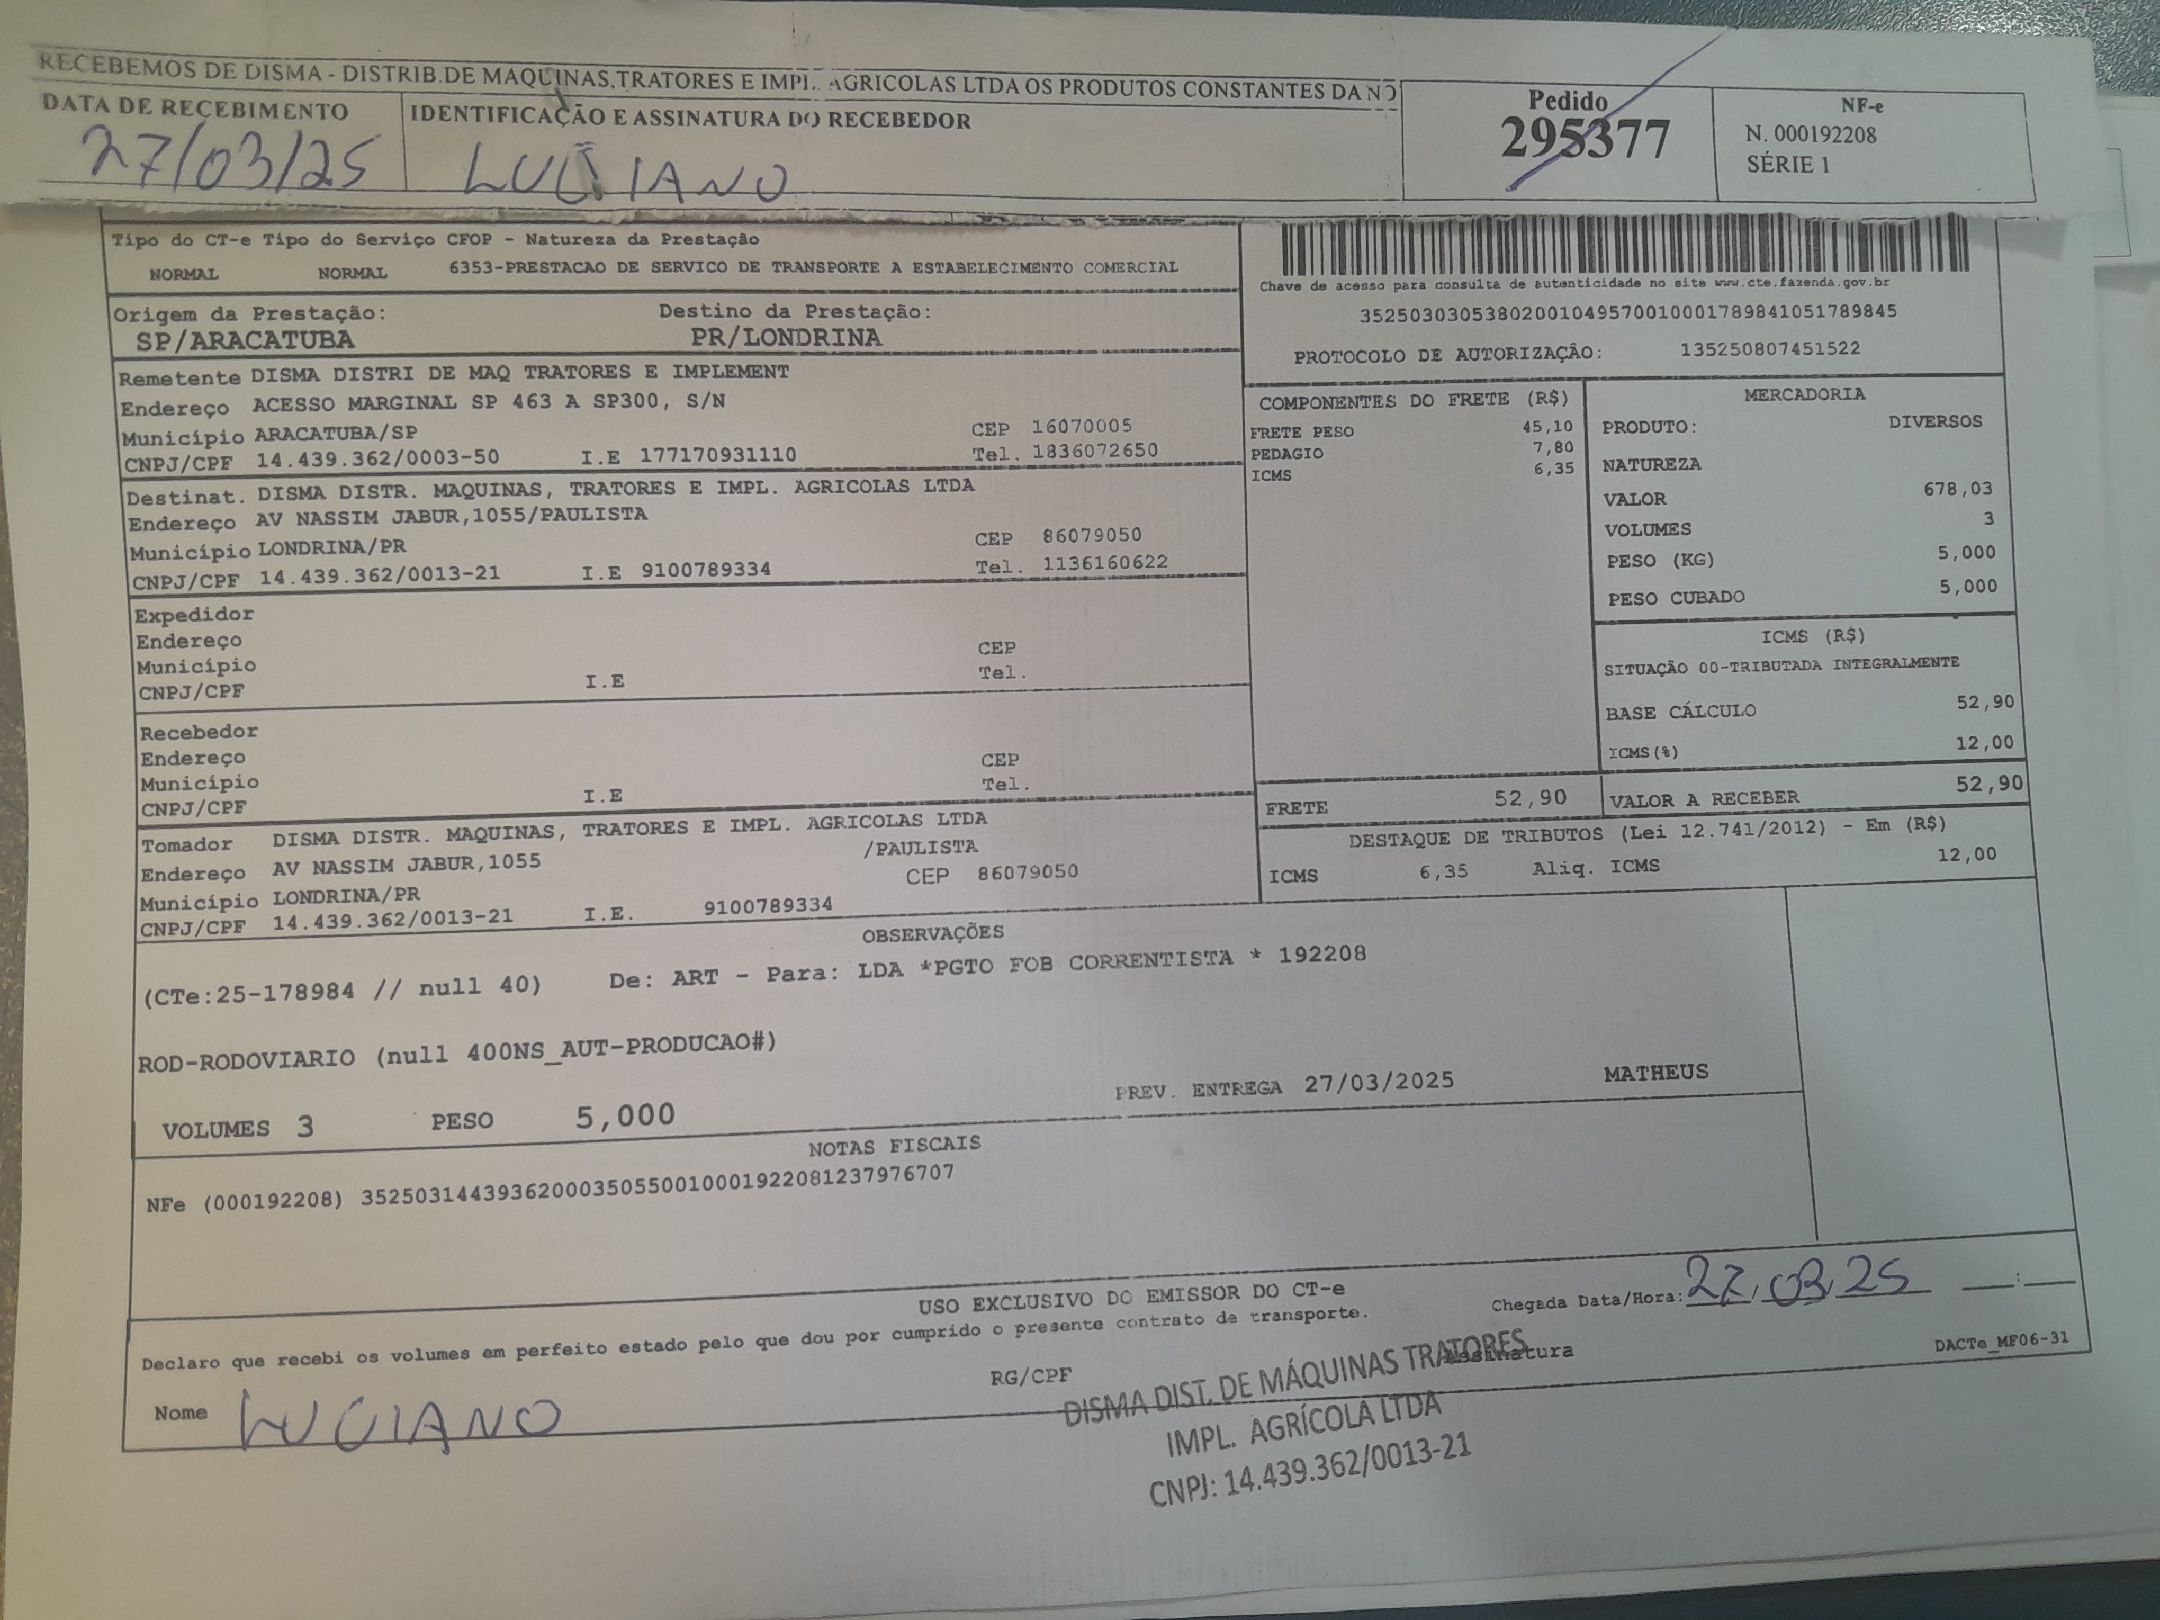 RECEBEMOS DE DISMA - DISTRIB.DE MAQUINAS,TRATORES E IMPL. AGRICOLAS LTDA OS PRODUTOS CONSTANTES DA
DATA DE RECEBIMENTO
27/03/25
IDENTIFICAÇÃO E ASSINATURA DO RECEBEDOR
LUCIANO
Pedido
295377
NF-e
N. 000192208
SÉRIE 1
Tipo do CT-e Tipo do Serviço CFOP - Natureza da Prestação
NORMAL NORMAL 6353-PRESTACAO DE SERVICO DE TRANSPORTE A ESTABELECIMENTO COMERCIAL
Chave de acesso para consulta de autenticidade no site www.cte.fazenda.gov.br
35250303053802001049570010001789841051789845
PROTOCOLO DE AUTORIZAÇÃO: 135250807451522
Origem da Prestação: Destino da Prestação:
SP/ARACATUBA PR/LONDRINA
Remetente DISMA DISTRI DE MAQ TRATORES E IMPLEMENT
Endereço ACESSO MARGINAL SP 463 A SP300, S/N
Município ARACATUBA/SP CEP 16070005
CNPJ/CPF 14.439.362/0003-50 I.E 177170931110 Tel. 1836072650
Destinat. DISMA DISTR. MAQUINAS, TRATORES E IMPL. AGRICOLAS LTDA
Endereço AV NASSIM JABUR,1055/PAULISTA
Município LONDRINA/PR CEP 86079050
CNPJ/CPF 14.439.362/0013-21 I.E 9100789334 Tel. 1136160622
Expedidor
Endereço
Município CEP
CNPJ/CPF I.E Tel.
Recebedor
Endereço
Município CEP
CNPJ/CPF I.E Tel.
Tomador DISMA DISTR. MAQUINAS, TRATORES E IMPL. AGRICOLAS LTDA
Endereço AV NASSIM JABUR,1055 /PAULISTA
Município LONDRINA/PR CEP 86079050
CNPJ/CPF 14.439.362/0013-21 I.E. 9100789334
COMPONENTES DO FRETE (R$)
FRETE PESO 45,10
PEDAGIO 7,80
ICMS 6,35
MERCADORIA
PRODUTO: DIVERSOS
NATUREZA
VALOR 678,03
VOLUMES 3
PESO (KG) 5,000
PESO CUBADO 5,000
ICMS (R$)
SITUAÇÃO 00-TRIBUTADA INTEGRALMENTE
BASE CÁLCULO 52,90
ICMS(%) 12,00
FRETE 52,90 VALOR A RECEBER 52,90
DESTAQUE DE TRIBUTOS (Lei 12.741/2012) - Em (R$)
ICMS 6,35 Aliq. ICMS 12,00
OBSERVAÇÕES
(CTe:25-178984 // null 40) De: ART - Para: LDA *PGTO FOB CORRENTISTA * 192208
ROD-RODOVIARIO (null 400NS_AUT-PRODUCAO#)
PREV. ENTREGA 27/03/2025 MATHEUS
VOLUMES 3 PESO 5,000
NOTAS FISCAIS
NFe (000192208) 35250314439362000350550010001922081237976707
USO EXCLUSIVO DO EMISSOR DO CT-e
Declaro que recebi os volumes em perfeito estado pelo que dou por cumprido o presente contrato de transporte.
Chegada Data/Hora: 27/03/25 __:__
Nome LUCIANO
RG/CPF
Assinatura
DACTe_MF06-31
DISMA DIST. DE MÁQUINAS TRATORES
IMPL. AGRÍCOLA LTDA
CNPJ: 14.439.362/0013-21